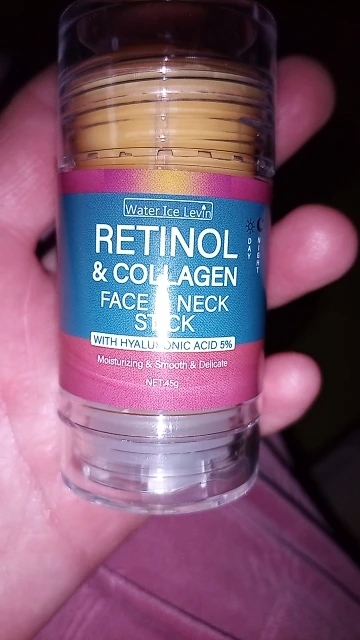 Water Ice Levin
RETINOL
& COLLAGEN
FACE & NECK
STICK
WITH HYALURONIC ACID 5%
Moisturizing & Smooth & Delicate
NET.45g
DAY
NIGHT